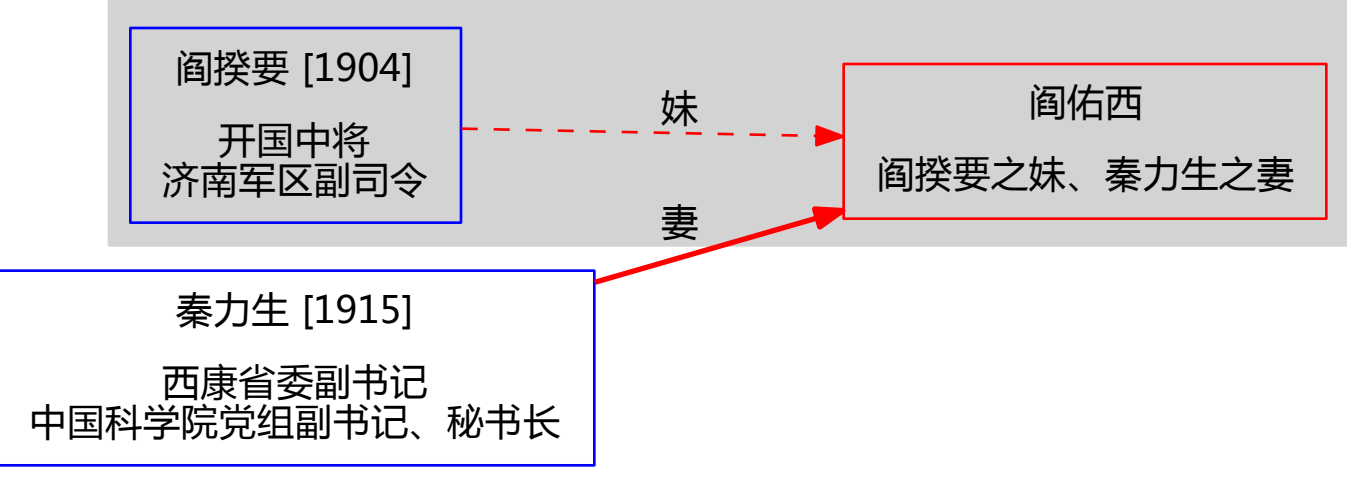 阎揆要 [1904]
开国中将
济南军区副司令
妹
阎佑西
阎揆要之妹、秦力生之妻
妻
秦力生 [1915]
西康省委副书记
中国科学院党组副书记、秘书长